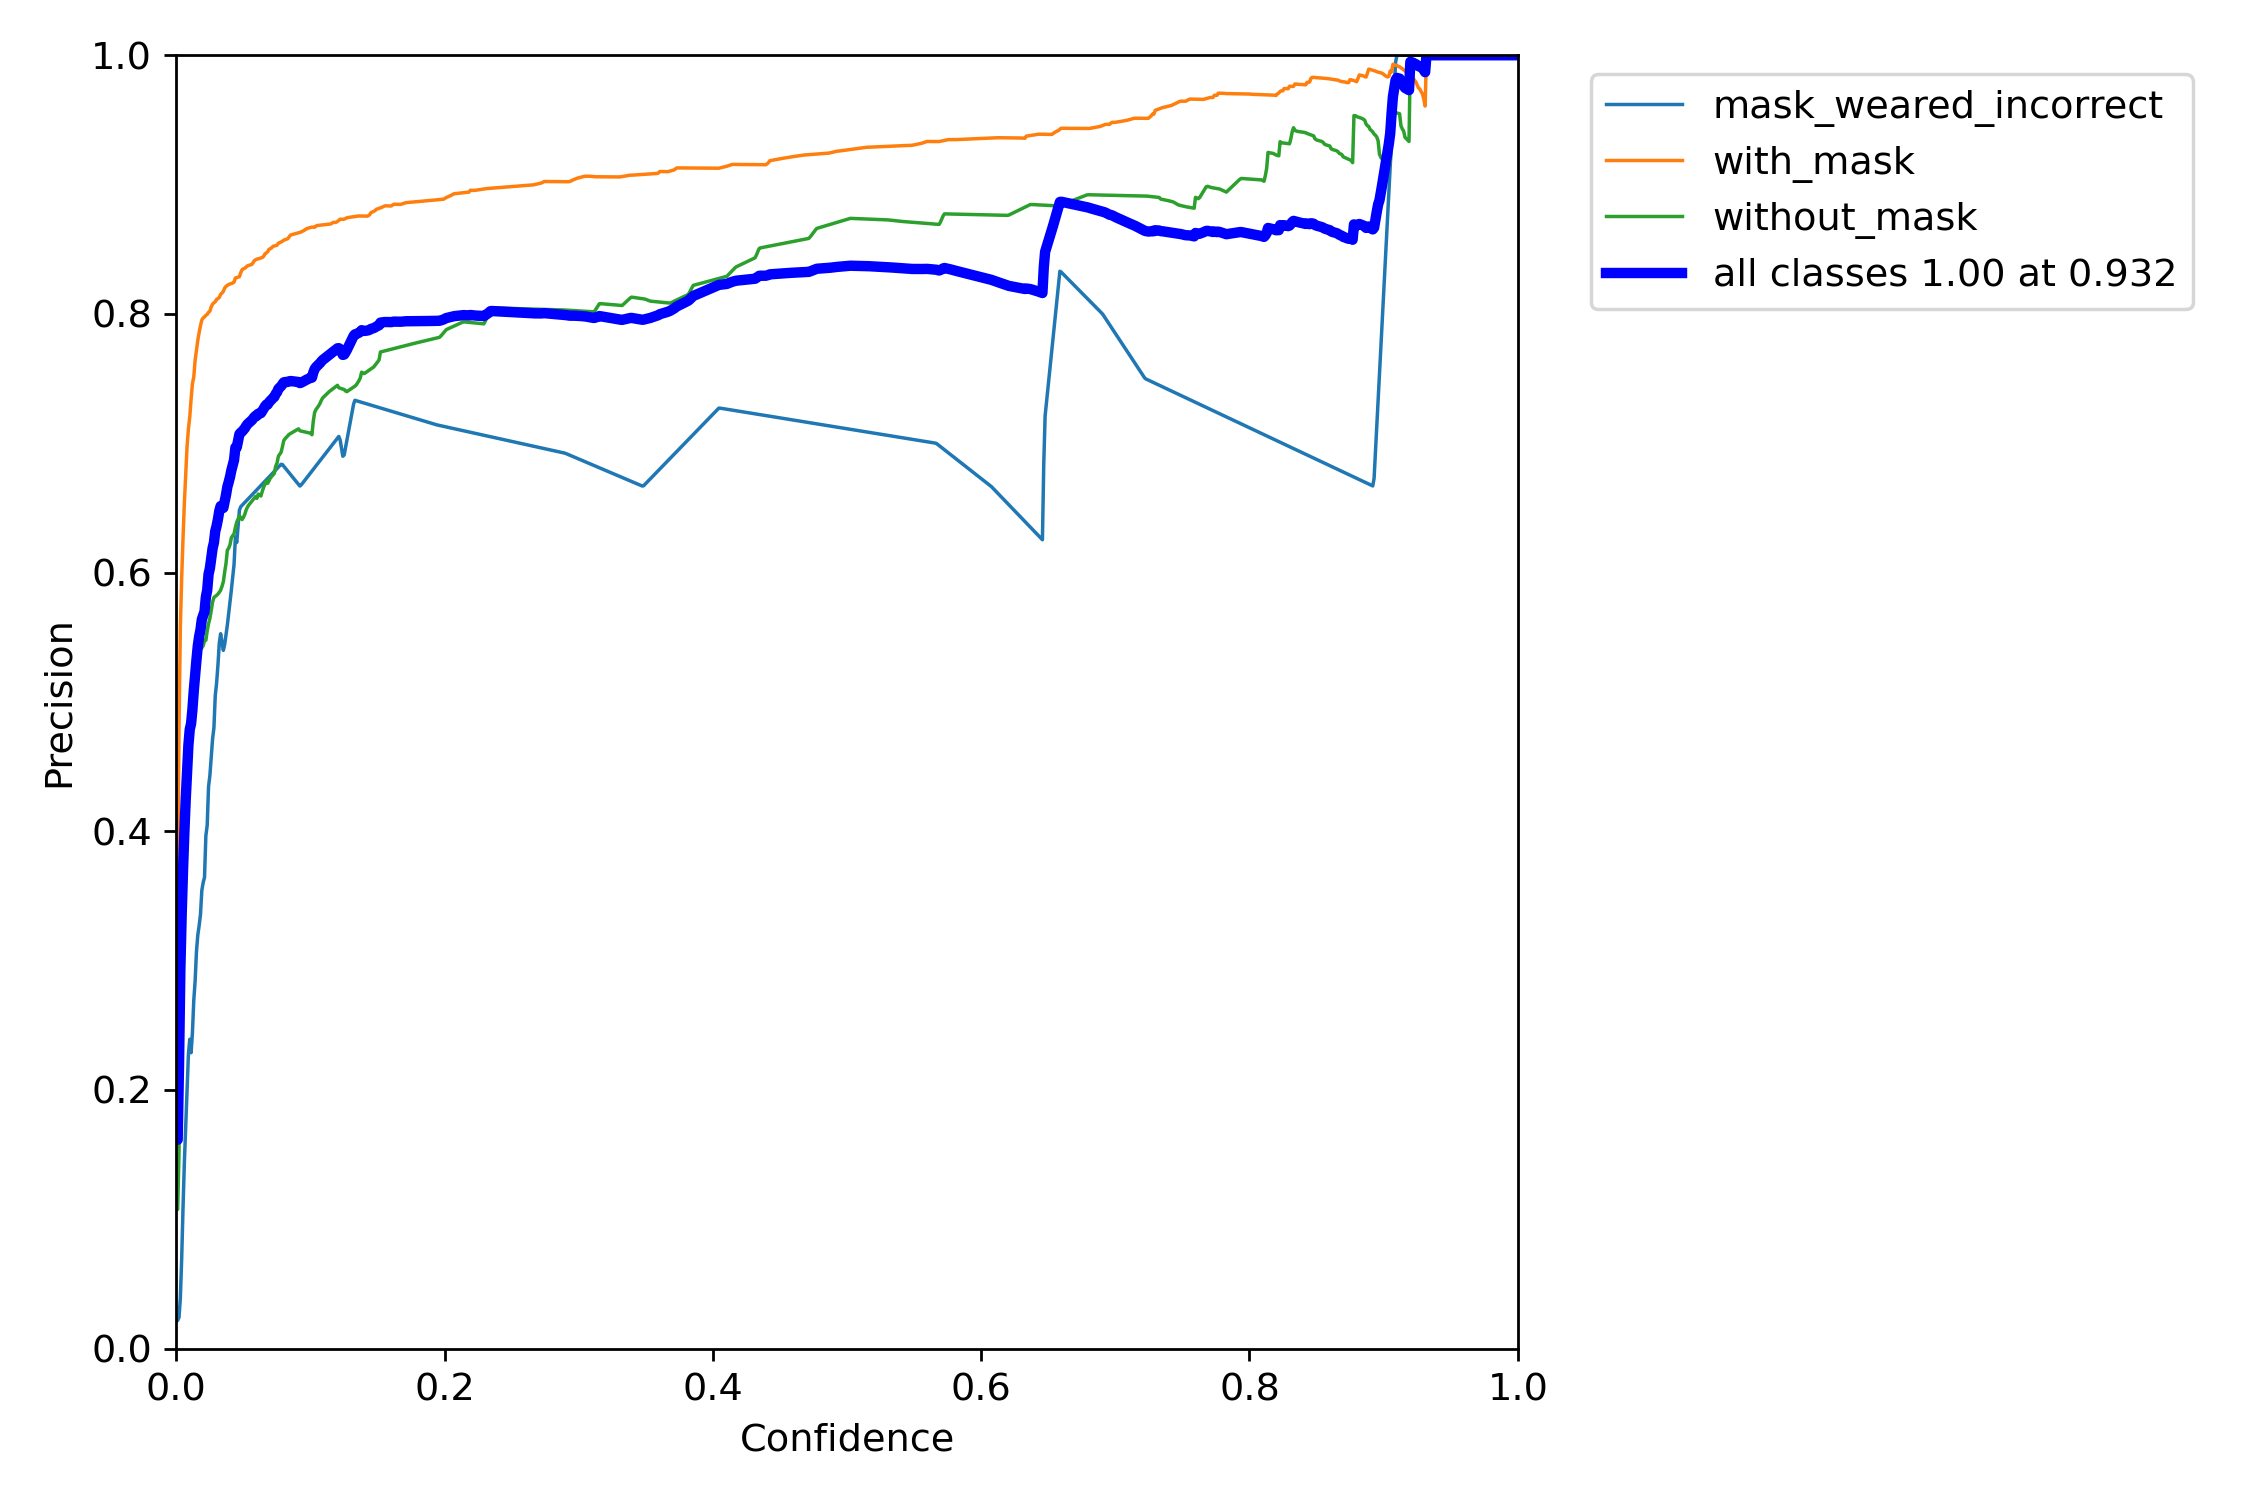 1.0
0.8
0.6
0.4
0.2
0.0
Precision
0.0 0.2 0.4 0.6 0.8 1.0
Confidence
mask_weared_incorrect
with_mask
without_mask
all classes 1.00 at 0.932